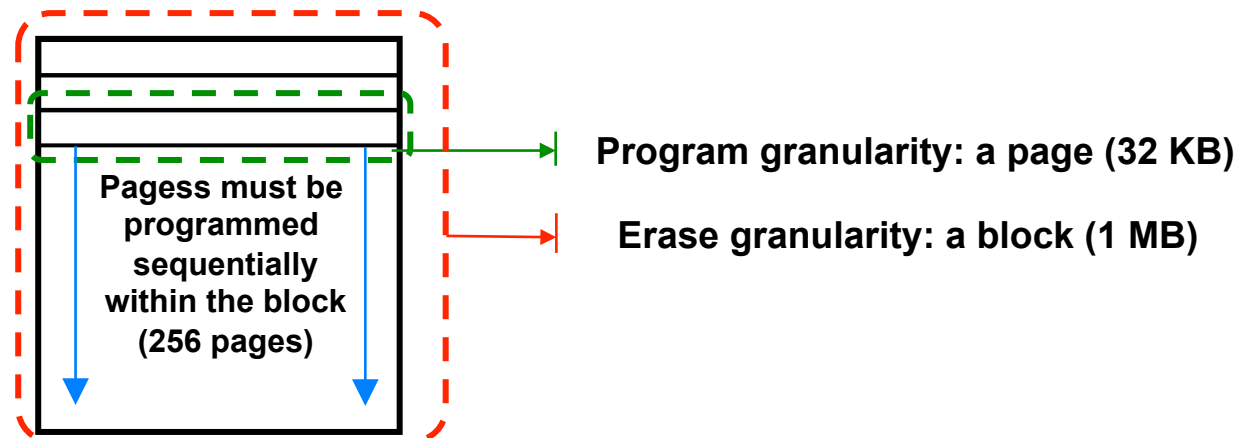 Pagess must be
programmed
sequentially
within the block
(256 pages)
Program granularity: a page (32 KB)
Erase granularity: a block (1 MB)